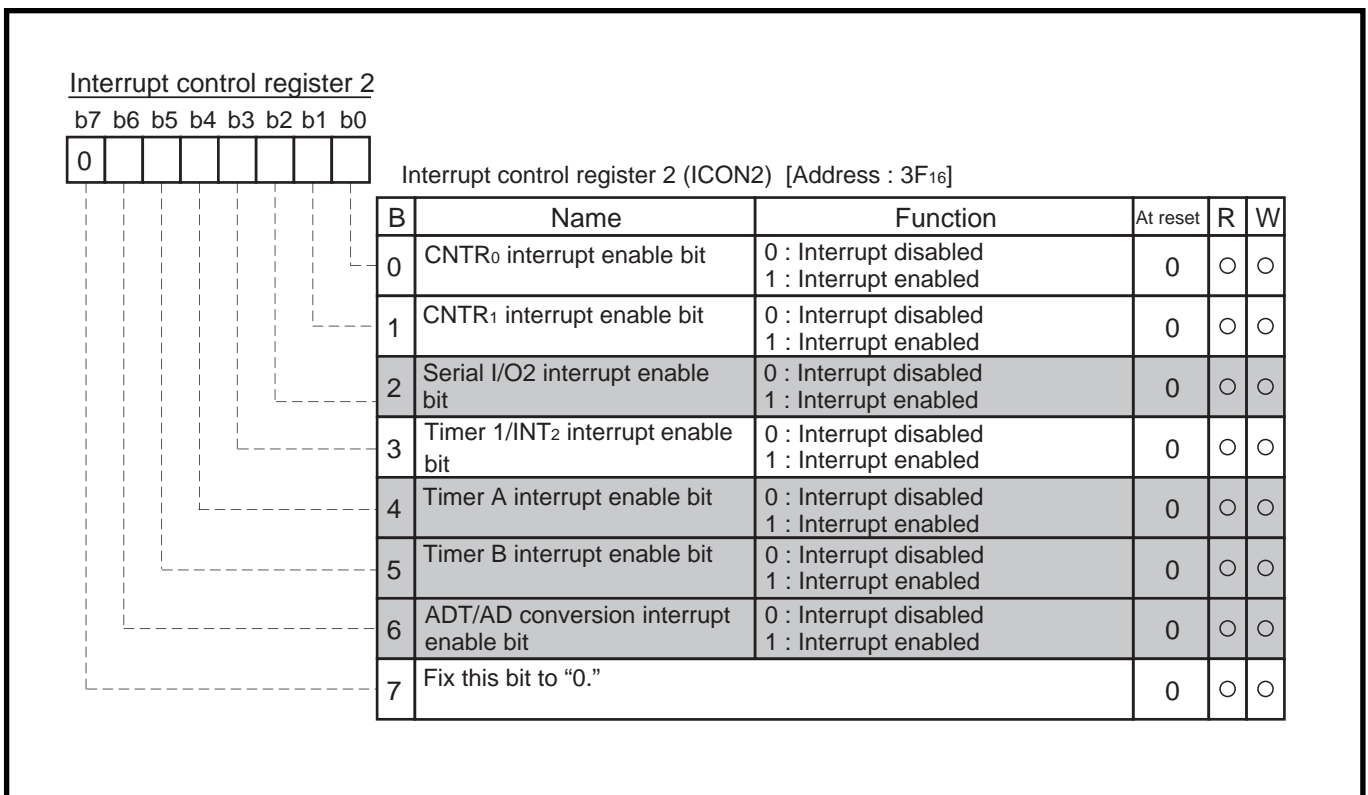 Interrupt control register 2
b7 b6 b5 b4 b3 b2 b1 b0
0
Interrupt control register 2 (ICON2) [Address : 3F16]
B Name Function At reset R W
0 CNTR0 interrupt enable bit 0 : Interrupt disabled
1 : Interrupt enabled 0 ○ ○
1 CNTR1 interrupt enable bit 0 : Interrupt disabled
1 : Interrupt enabled 0 ○ ○
2 Serial I/O2 interrupt enable
bit 0 : Interrupt disabled
1 : Interrupt enabled 0 ○ ○
3 Timer 1/INT2 interrupt enable
bit 0 : Interrupt disabled
1 : Interrupt enabled 0 ○ ○
4 Timer A interrupt enable bit 0 : Interrupt disabled
1 : Interrupt enabled 0 ○ ○
5 Timer B interrupt enable bit 0 : Interrupt disabled
1 : Interrupt enabled 0 ○ ○
6 ADT/AD conversion interrupt
enable bit 0 : Interrupt disabled
1 : Interrupt enabled 0 ○ ○
7 Fix this bit to “0.” 0 ○ ○